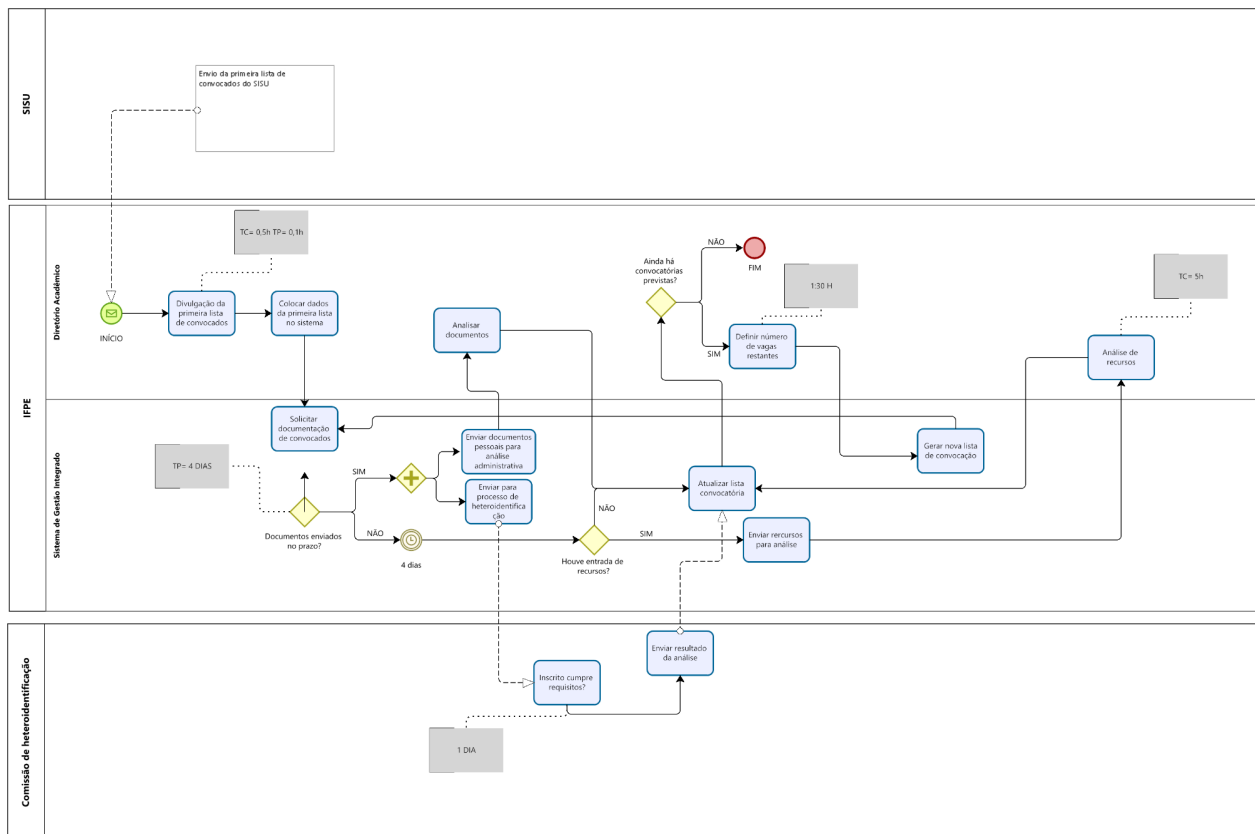 SISU
Envio da primeira lista de
convocados do SISU
IFPE
Diretório Acadêmico
TC= 0,5h TP= 0,1h
INÍCIO
Divulgação da
primeira lista
de convocados
Colocar dados
da primeira lista
no sistema
Analisar
documentos
Ainda há
convocatórias
previstas?
NÃO
FIM
SIM
1:30 H
Definir número
de vagas
restantes
TC= 5h
Análise de
recursos
Sistema de Gestão Integrado
Solicitar
documentação
de convocados
TP= 4 DIAS
Documentos enviados
no prazo?
SIM
NÃO
Enviar documentos
pessoais para
análise
administrativa
Enviar para
processo de
heteroidentifica
ção
4 dias
Houve entrada de
recursos?
NÃO
SIM
Atualizar lista
convocatória
Enviar rercursos
para análise
Gerar nova lista
de convocação
Comissão de heteroidentificação
Inscrito cumpre
requisitos?
Enviar resultado
da análise
1 DIA